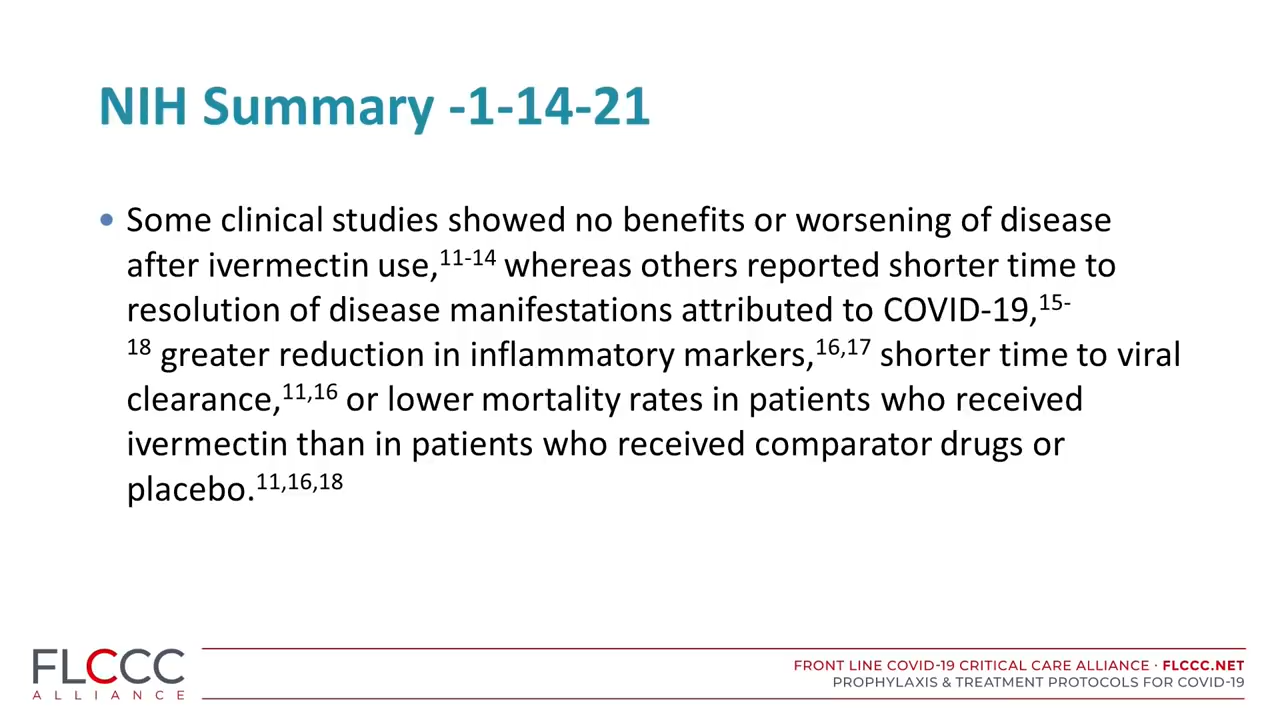 NIH Summary -1-14-21
• Some clinical studies showed no benefits or worsening of disease
after ivermectin use,11-14 whereas others reported shorter time to
resolution of disease manifestations attributed to COVID-19,15-
18 greater reduction in inflammatory markers,16,17 shorter time to viral
clearance,11,16 or lower mortality rates in patients who received
ivermectin than in patients who received comparator drugs or
placebo.11,16,18
FLCCC
ALLIANCE
FRONT LINE COVID-19 CRITICAL CARE ALLIANCE · FLCCC.NET
PROPHYLAXIS & TREATMENT PROTOCOLS FOR COVID-19